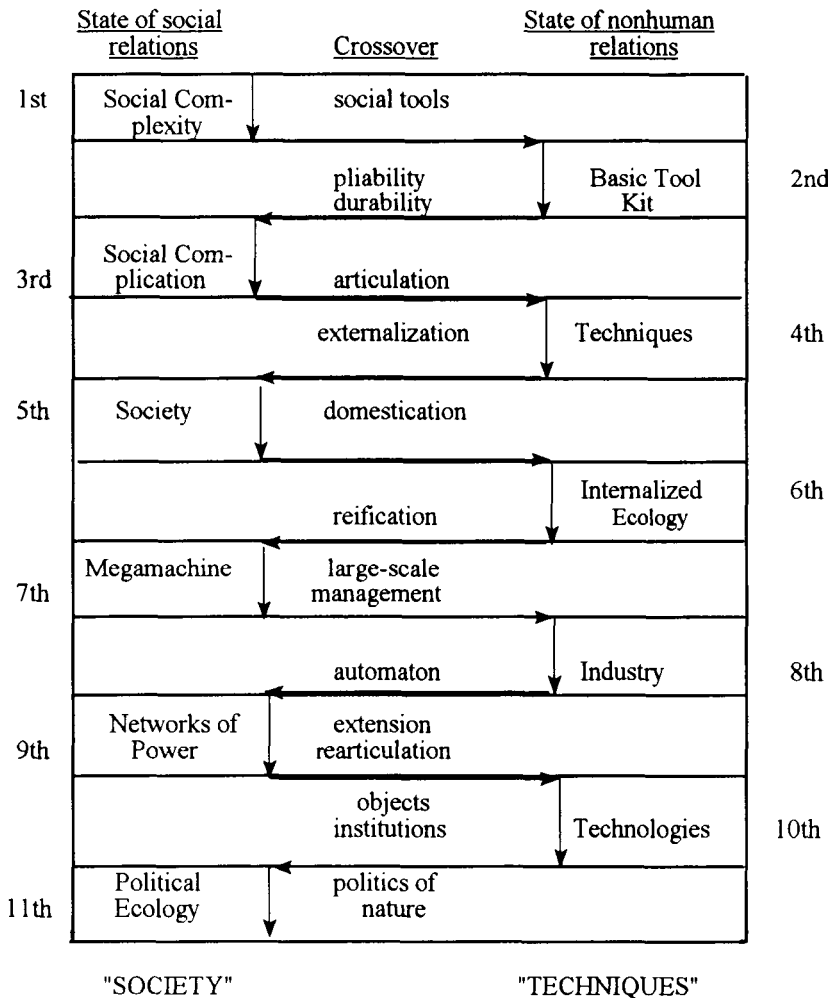 State of social
relations
Crossover
State of nonhuman
relations
1st
Social Com-
plexity
social tools
pliability
durability
Basic Tool
Kit
2nd
3rd
Social Com-
plication
articulation
externalization
Techniques
4th
5th
Society
domestication
reification
Internalized
Ecology
6th
7th
Megamachine
large-scale
management
automaton
Industry
8th
9th
Networks of
Power
extension
rearticulation
objects
institutions
Technologies
10th
11th
Political
Ecology
politics of
nature
"SOCIETY"
"TECHNIQUES"